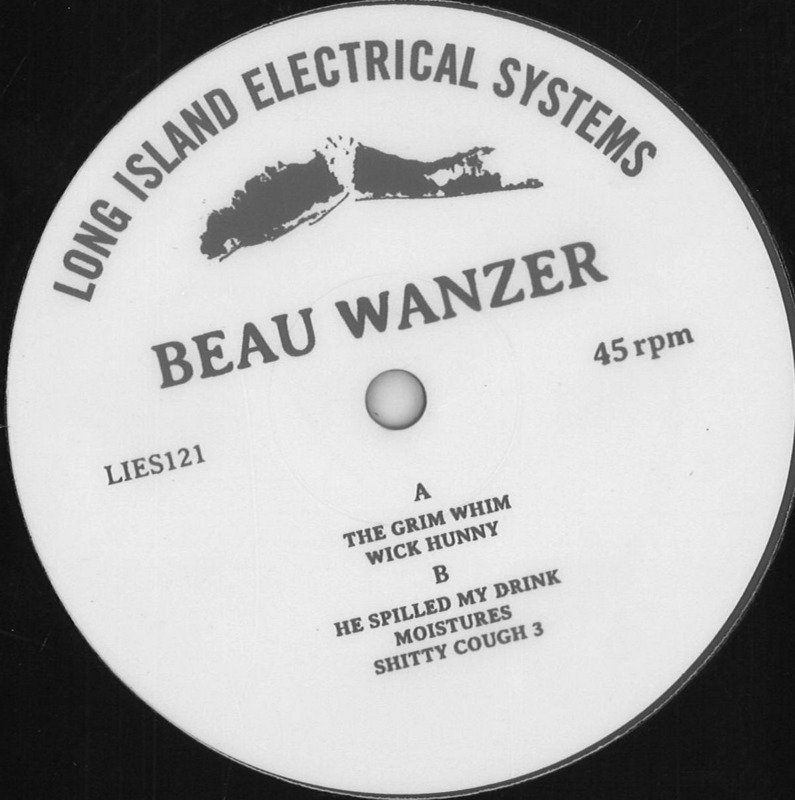 LONG ISLAND ELECTRICAL SYSTEMS
BEAU WANZER
45 rpm
LIES121
A
THE GRIM WHIM
WICK HUNNY
B
HE SPILLED MY DRINK
MOISTURES
SHITTY COUGH 3